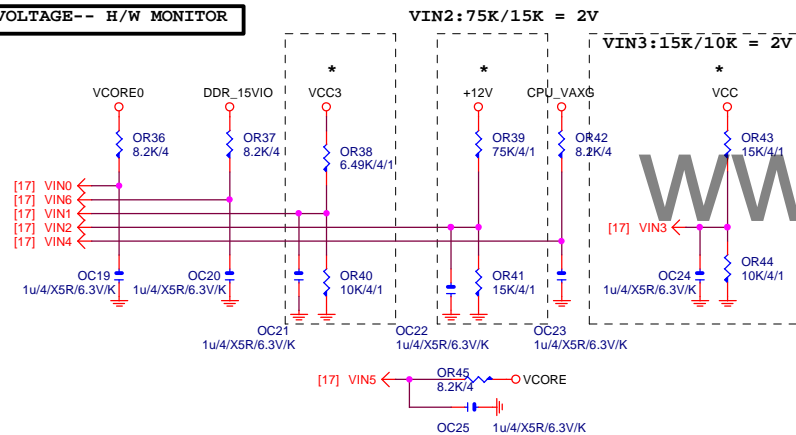 VOLTAGE-- H/W MONITOR
VIN2:75K/15K = 2V
VIN3:15K/10K = 2V
*
*
*
VCORE0
DDR_15VIO
VCC3
+12V
CPU_VAXG
VCC
OR36
8.2K/4
OR37
8.2K/4
OR38
6.49K/4/1
OR39
75K/4/1
OR42
8.2K/4
OR43
15K/4/1
WW
[17] VIN0
[17] VIN6
[17] VIN1
[17] VIN2
[17] VIN4
[17] VIN3
OC19
1u/4/X5R/6.3V/K
OC20
1u/4/X5R/6.3V/K
OR40
10K/4/1
OR41
15K/4/1
OC24
1u/4/X5R/6.3V/K
OR44
10K/4/1
OC21
1u/4/X5R/6.3V/K
OC22
1u/4/X5R/6.3V/K
OC23
1u/4/X5R/6.3V/K
[17] VIN5
OR45
8.2K/4
VCORE
OC25
1u/4/X5R/6.3V/K